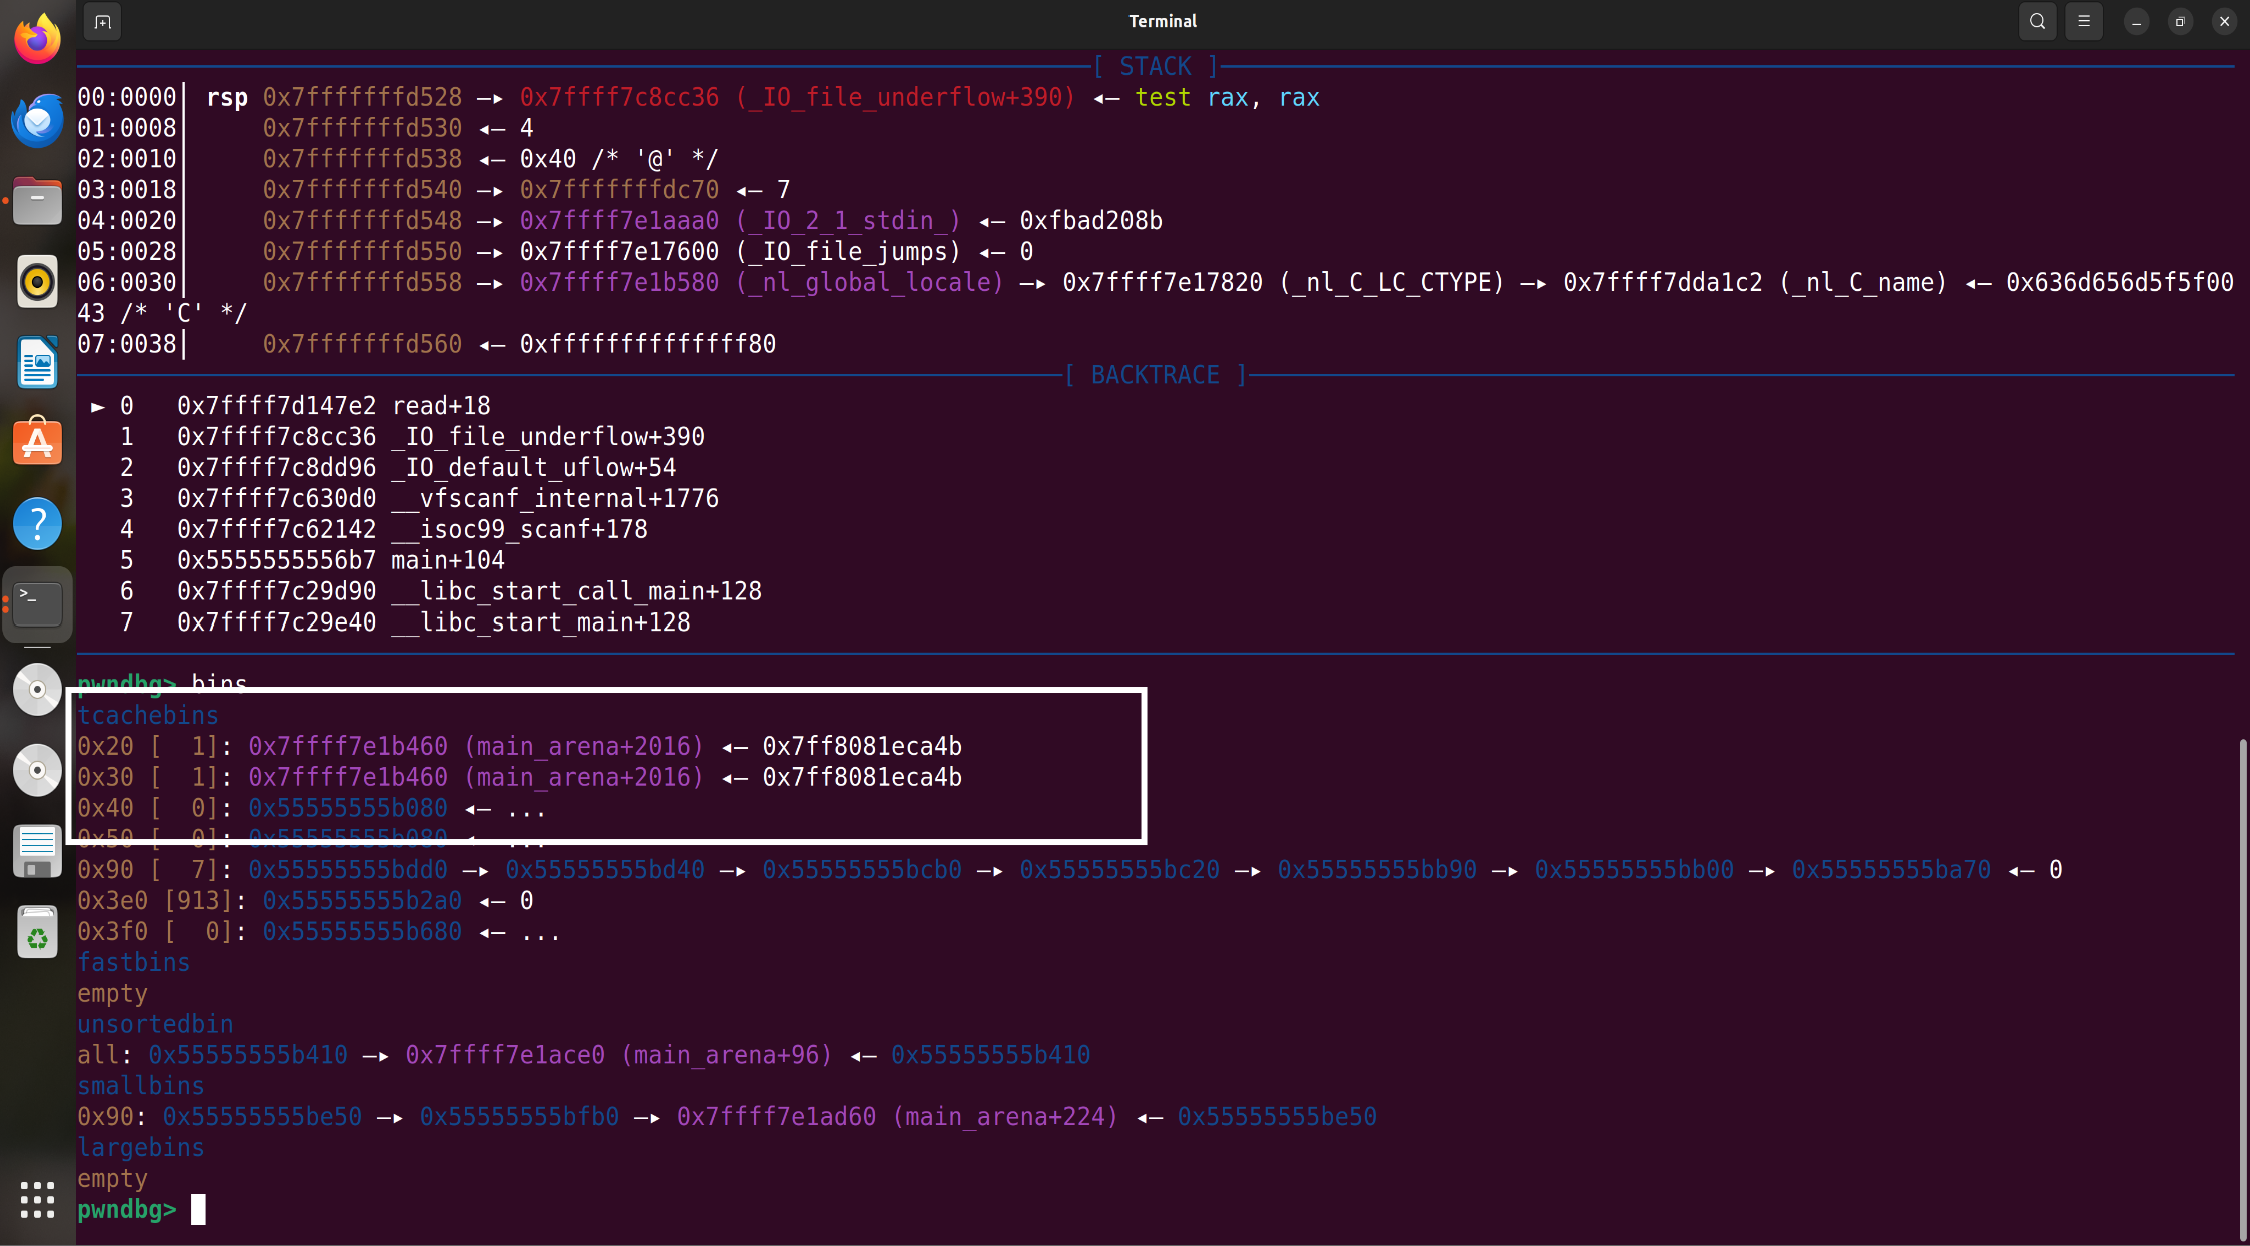 Terminal
[ STACK ]
00:0000│ rsp 0x7fffffffd528 —▸ 0x7ffff7c8cc36 (_IO_file_underflow+390) ◂— test rax, rax
01:0008│     0x7fffffffd530 ◂— 4
02:0010│     0x7fffffffd538 ◂— 0x40 /* '@' */
03:0018│     0x7fffffffd540 —▸ 0x7fffffffdc70 ◂— 7
04:0020│     0x7fffffffd548 —▸ 0x7ffff7e1aaa0 (_IO_2_1_stdin_) ◂— 0xfbad208b
05:0028│     0x7fffffffd550 —▸ 0x7ffff7e17600 (_IO_file_jumps) ◂— 0
06:0030│     0x7fffffffd558 —▸ 0x7ffff7e1b580 (_nl_global_locale) —▸ 0x7ffff7e17820 (_nl_C_LC_CTYPE) —▸ 0x7ffff7dda1c2 (_nl_C_name) ◂— 0x636d656d5f5f00
43 /* 'C' */
07:0038│     0x7fffffffd560 ◂— 0xffffffffffffff80
[ BACKTRACE ]
► 0   0x7ffff7d147e2 read+18
1   0x7ffff7c8cc36 _IO_file_underflow+390
2   0x7ffff7c8dd96 _IO_default_uflow+54
3   0x7ffff7c630d0 __vfscanf_internal+1776
4   0x7ffff7c62142 __isoc99_scanf+178
5   0x5555555556b7 main+104
6   0x7ffff7c29d90 __libc_start_call_main+128
7   0x7ffff7c29e40 __libc_start_main+128
pwndbg> bins
tcachebins
0x20 [  1]: 0x7ffff7e1b460 (main_arena+2016) ◂— 0x7ff8081eca4b
0x30 [  1]: 0x7ffff7e1b460 (main_arena+2016) ◂— 0x7ff8081eca4b
0x40 [  0]: 0x55555555b080 ◂— ...
0x50 [  0]: 0x55555555b080 ◂— ...
0x90 [  7]: 0x55555555bdd0 —▸ 0x55555555bd40 —▸ 0x55555555bcb0 —▸ 0x55555555bc20 —▸ 0x55555555bb90 —▸ 0x55555555bb00 —▸ 0x55555555ba70 ◂— 0
0x3e0 [913]: 0x55555555b2a0 ◂— 0
0x3f0 [  0]: 0x55555555b680 ◂— ...
fastbins
empty
unsortedbin
all: 0x55555555b410 —▸ 0x7ffff7e1ace0 (main_arena+96) ◂— 0x55555555b410
smallbins
0x90: 0x55555555be50 —▸ 0x55555555bfb0 —▸ 0x7ffff7e1ad60 (main_arena+224) ◂— 0x55555555be50
largebins
empty
pwndbg>